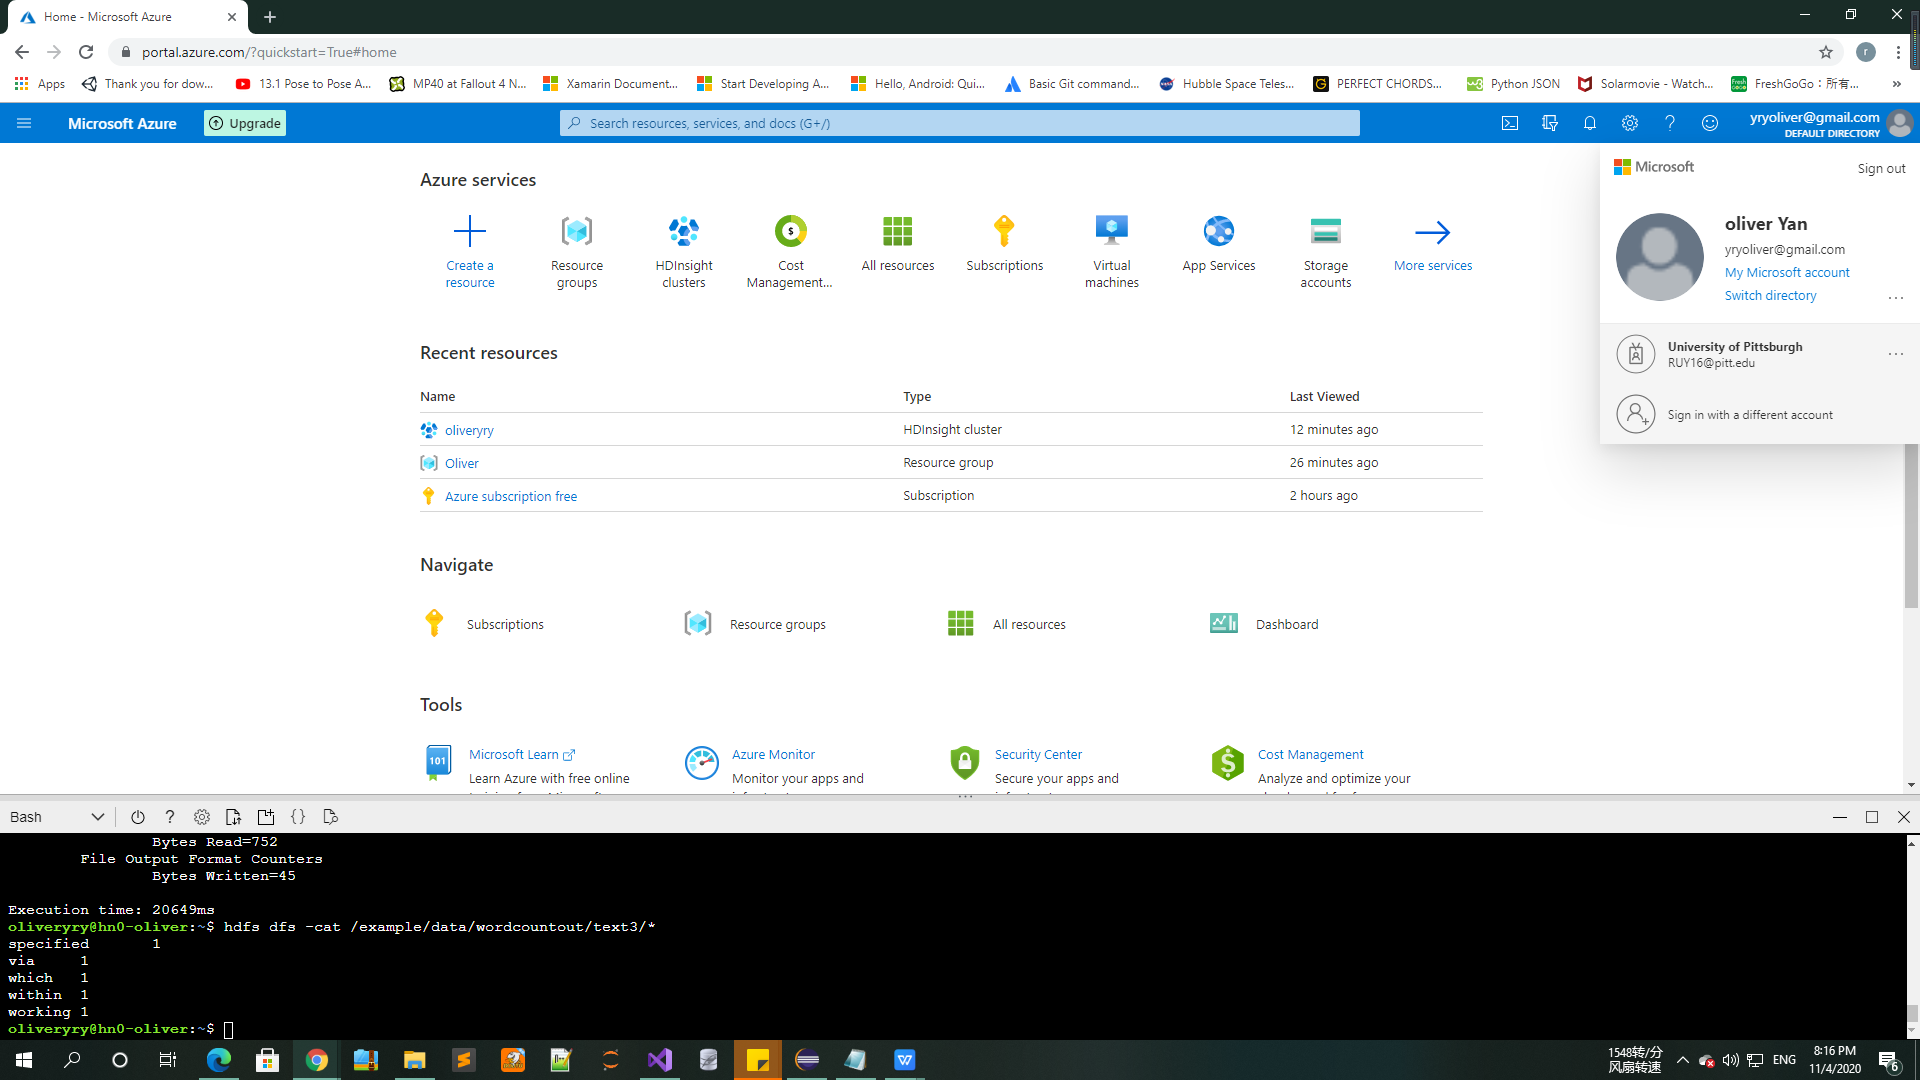 Home - Microsoft Azure
portal.azure.com/?quickstart=True#home
r
Apps
Thank you for dow...
13.1 Pose to Pose A...
MP40 at Fallout 4 N...
Xamarin Document...
Start Developing A...
Hello, Android: Qui...
Basic Git command...
Hubble Space Teles...
PERFECT CHORDS...
Python JSON
Solarmovie - Watch...
FreshGoGo：所有...
»
Microsoft Azure
Upgrade
Search resources, services, and docs (G+/)
yryoliver@gmail.com
DEFAULT DIRECTORY
Microsoft
Sign out
oliver Yan
yryoliver@gmail.com
My Microsoft account
Switch directory
...
University of Pittsburgh
RUY16@pitt.edu
...
Sign in with a different account
Azure services
Create a
resource
Resource
groups
HDInsight
clusters
Cost
Management...
All resources
Subscriptions
Virtual
machines
App Services
Storage
accounts
More services
Recent resources
Name Type Last Viewed
oliveryry HDInsight cluster 12 minutes ago
Oliver Resource group 26 minutes ago
Azure subscription free Subscription 2 hours ago
Navigate
Subscriptions
Resource groups
All resources
Dashboard
Tools
101
Microsoft Learn
Learn Azure with free online
Azure Monitor
Monitor your apps and
Security Center
Secure your apps and
Cost Management
Analyze and optimize your
Bash
?
{}
Bytes Read=752
File Output Format Counters
Bytes Written=45
Execution time: 20649ms
oliveryry@hn0-oliver:~$ hdfs dfs -cat /example/data/wordcountout/text3/*
specified 1
via 1
which 1
within 1
working 1
oliveryry@hn0-oliver:~$
1548转/分
风扇转速
ENG
8:16 PM
11/4/2020
6